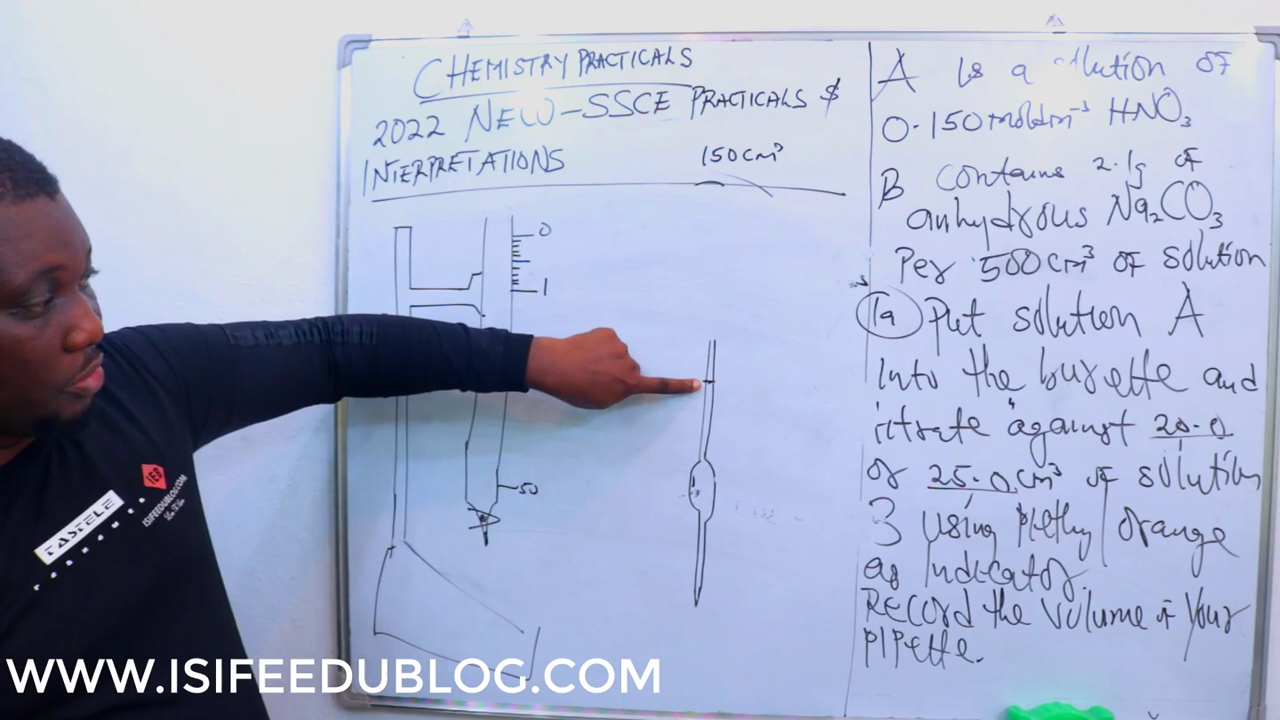 CHEMISTRY PRACTICALS
2022 NEW-SSCE PRACTICALS &
INTERPRETATIONS
150cm³
0
1
50
A is a solution of
0.150moldm⁻³ HNO₃
B contains 2.1g of
anhydrous Na₂CO₃
Per 500cm³ of solution
1a Put solution A
into the burette and
titrate against 20.0
or 25.0cm³ of solution
B using Methyl orange
as Indicator.
Record the volume of your
pipette.
IEB
ISIFEEDUBLOG.COM
WWW.ISIFEEDUBLOG.COM